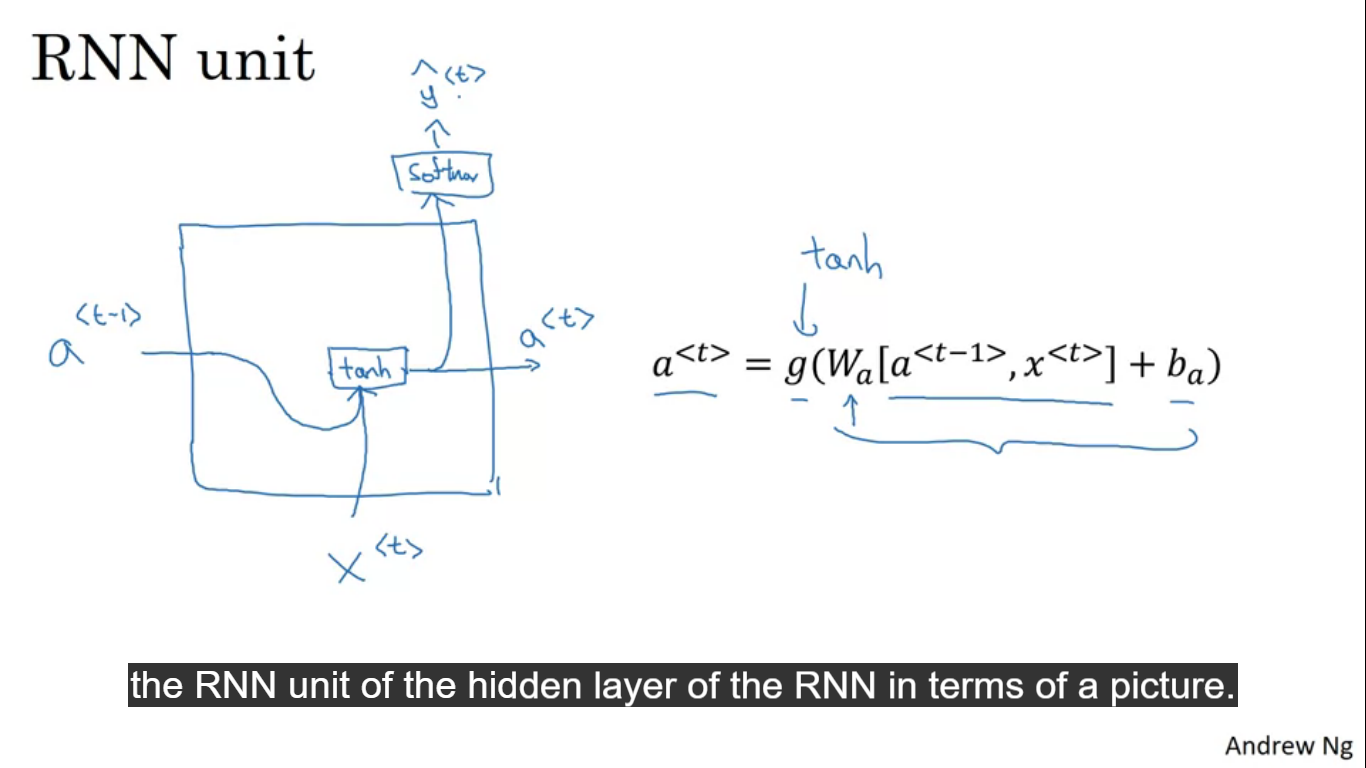 RNN unit
ŷ<t>
softmax
a<t-1>
tanh
a<t>
x<t>
tanh
a<t> = g(Wa[a<t−1>, x<t>] + ba)
the RNN unit of the hidden layer of the RNN in terms of a picture.
Andrew Ng